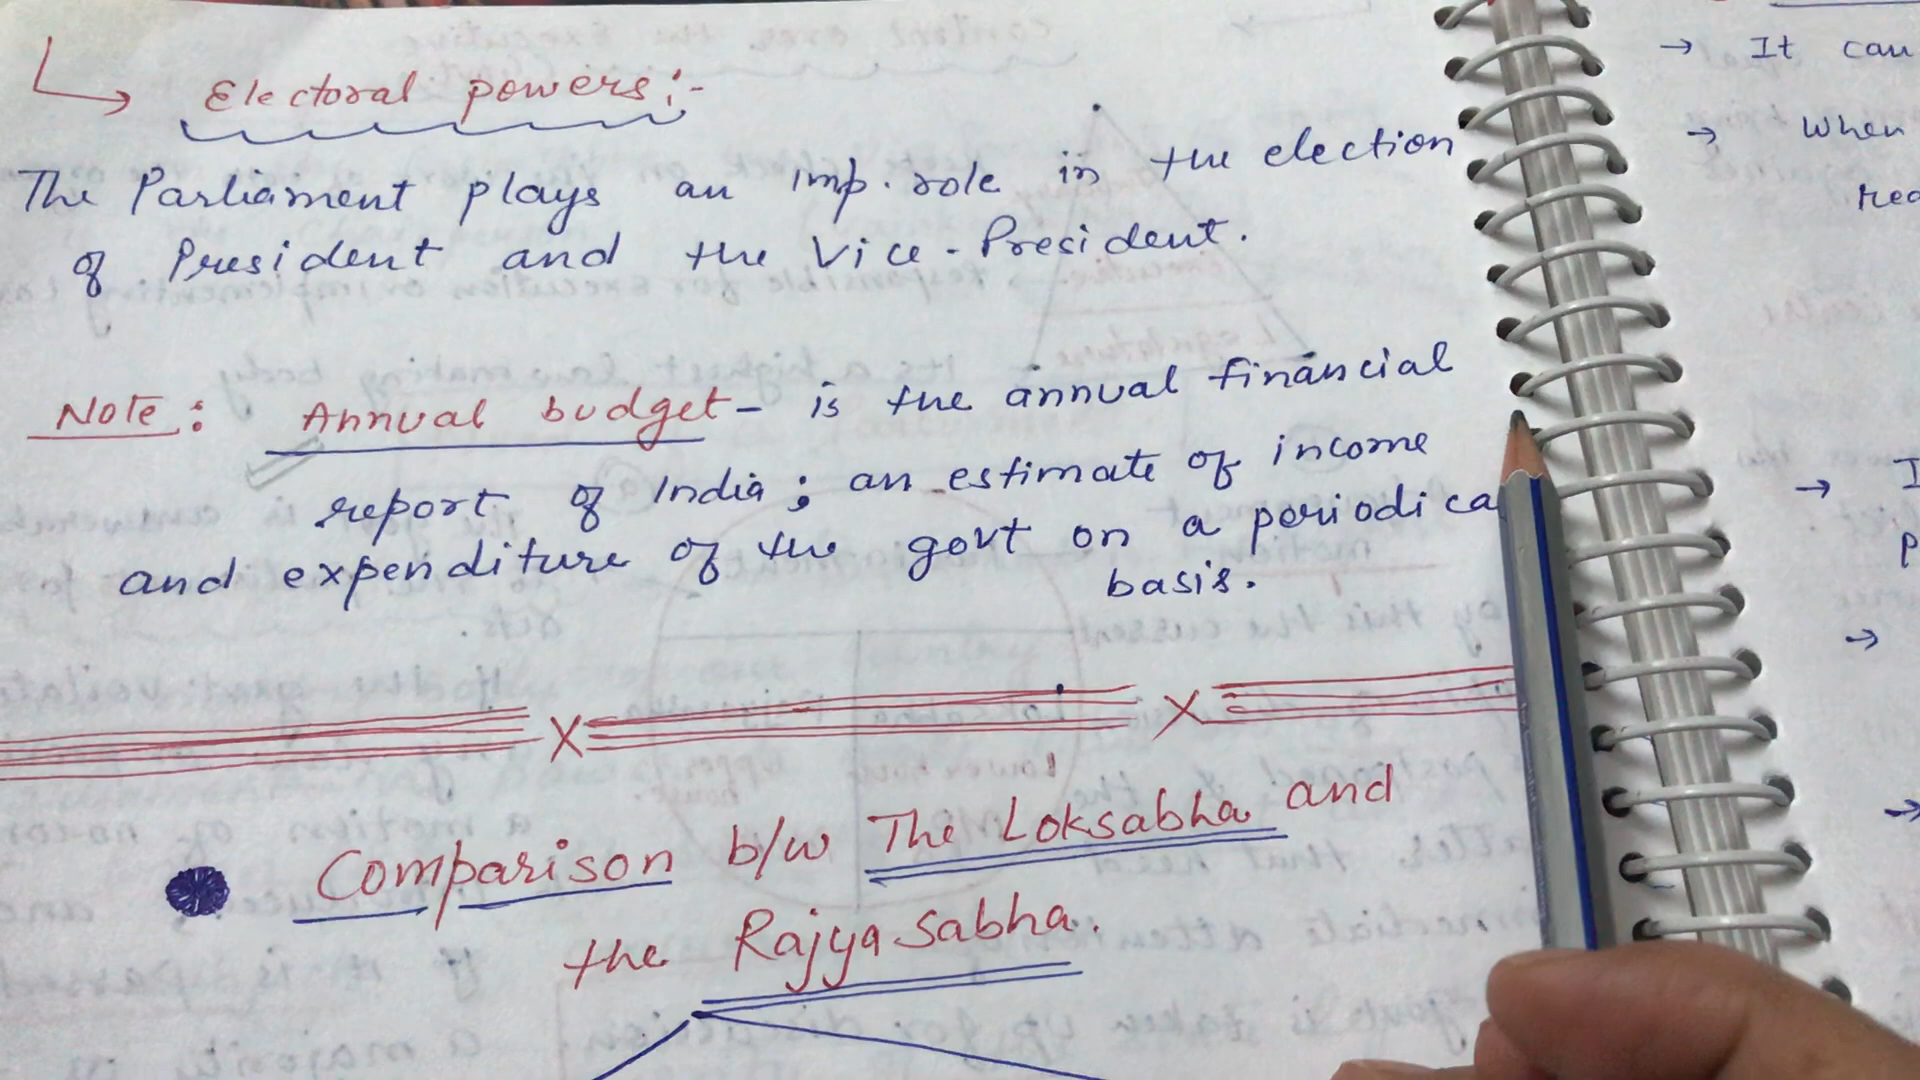 Electoral powers:-
The Parliament plays an imp. role in the election
of President and the Vice-President.
Note: Annual budget - is the annual financial
report of India; an estimate of income
and expenditure of the govt on a periodica
basis.
X X
Comparison b/w The Loksabha and
the Rajya Sabha.
→ It can
→ When
→ I
P
→
→